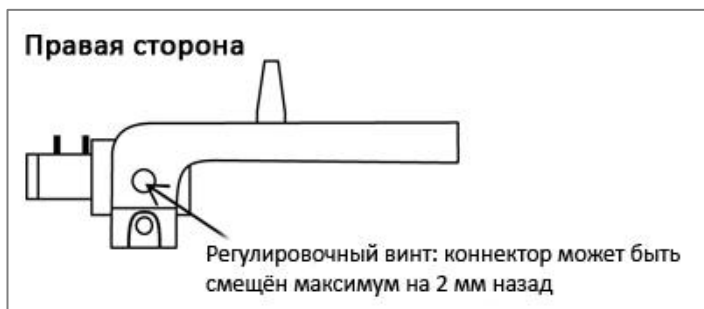 Правая сторона
Регулировочный винт: коннектор может быть
смещён максимум на 2 мм назад